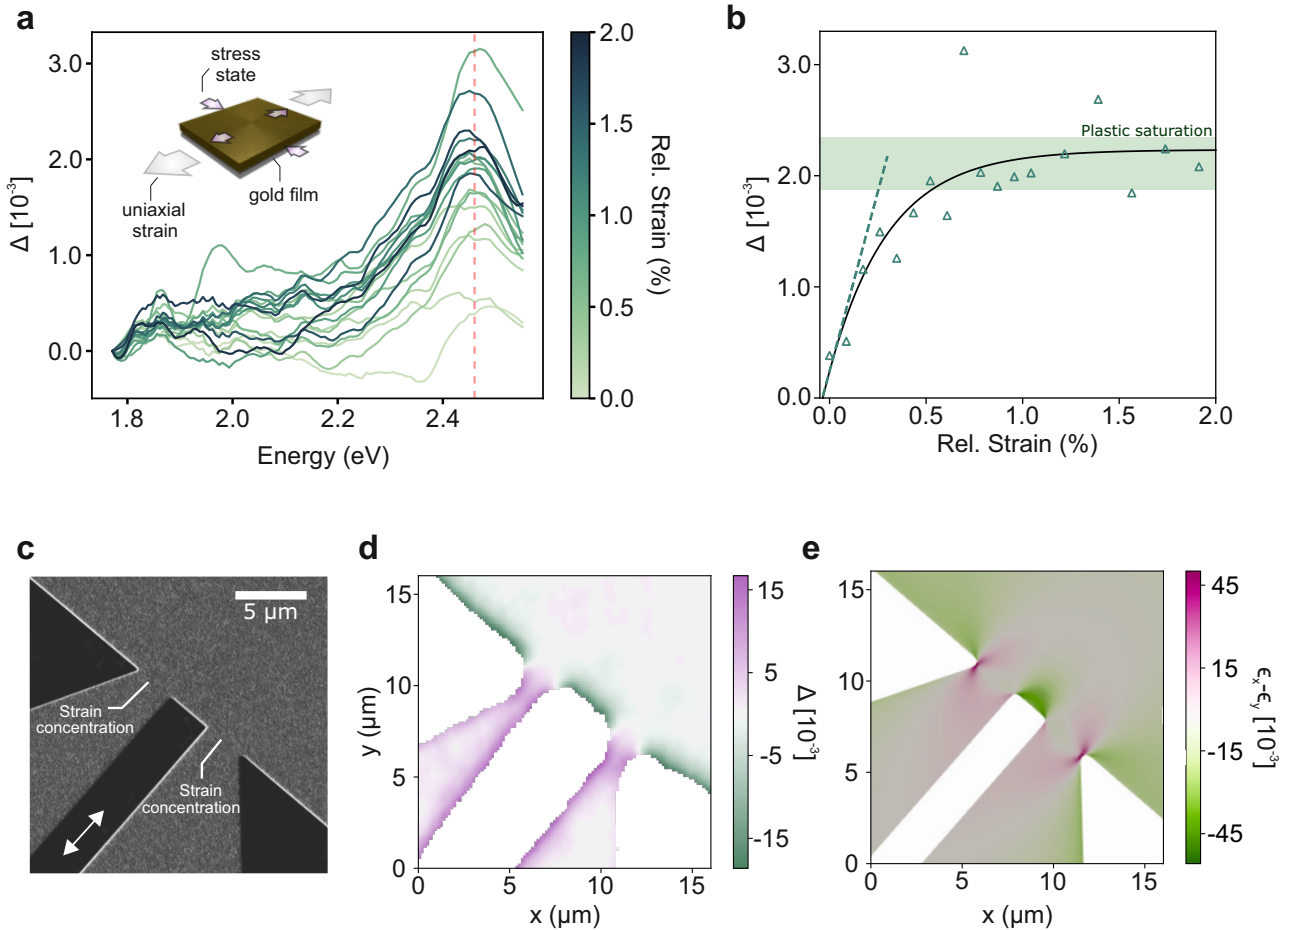 a
3.0
2.0
1.0
0.0
Δ [10⁻³]
1.8
2.0
2.2
2.4
Energy (eV)
stress
state
uniaxial
strain
gold film
2.0
1.5
1.0
0.5
0.0
Rel. Strain (%)
b
3.0
2.0
1.0
0.0
Δ [10⁻³]
Plastic saturation
0.0
0.5
1.0
1.5
2.0
Rel. Strain (%)
c
5 μm
Strain
concentration
Strain
concentration
d
15
10
5
0
y (μm)
0
5
10
15
x (μm)
15
5
-5
-15
Δ [10⁻³]
e
15
10
5
0
0
5
10
15
x (μm)
45
15
-15
-45
ϵₓ-ϵᵧ [10⁻³]